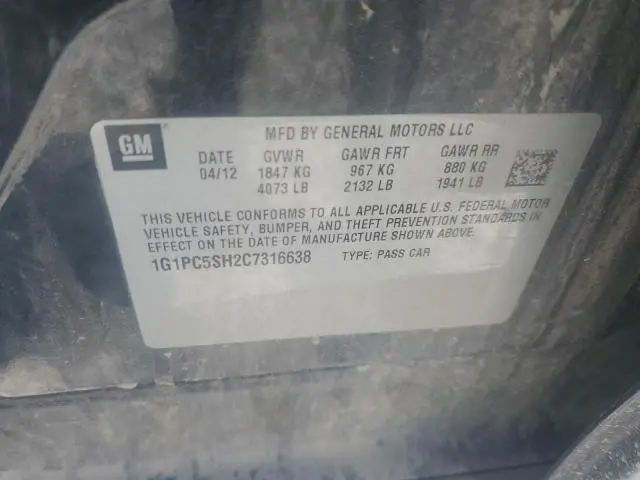 GM
MFD BY GENERAL MOTORS LLC
DATE GVWR GAWR FRT GAWR RR
04/12 1847 KG 967 KG 880 KG
4073 LB 2132 LB 1941 LB
THIS VEHICLE CONFORMS TO ALL APPLICABLE U.S. FEDERAL MOTOR
VEHICLE SAFETY, BUMPER, AND THEFT PREVENTION STANDARDS IN
EFFECT ON THE DATE OF MANUFACTURE SHOWN ABOVE.
1G1PC5SH2C7316638 TYPE: PASS CAR